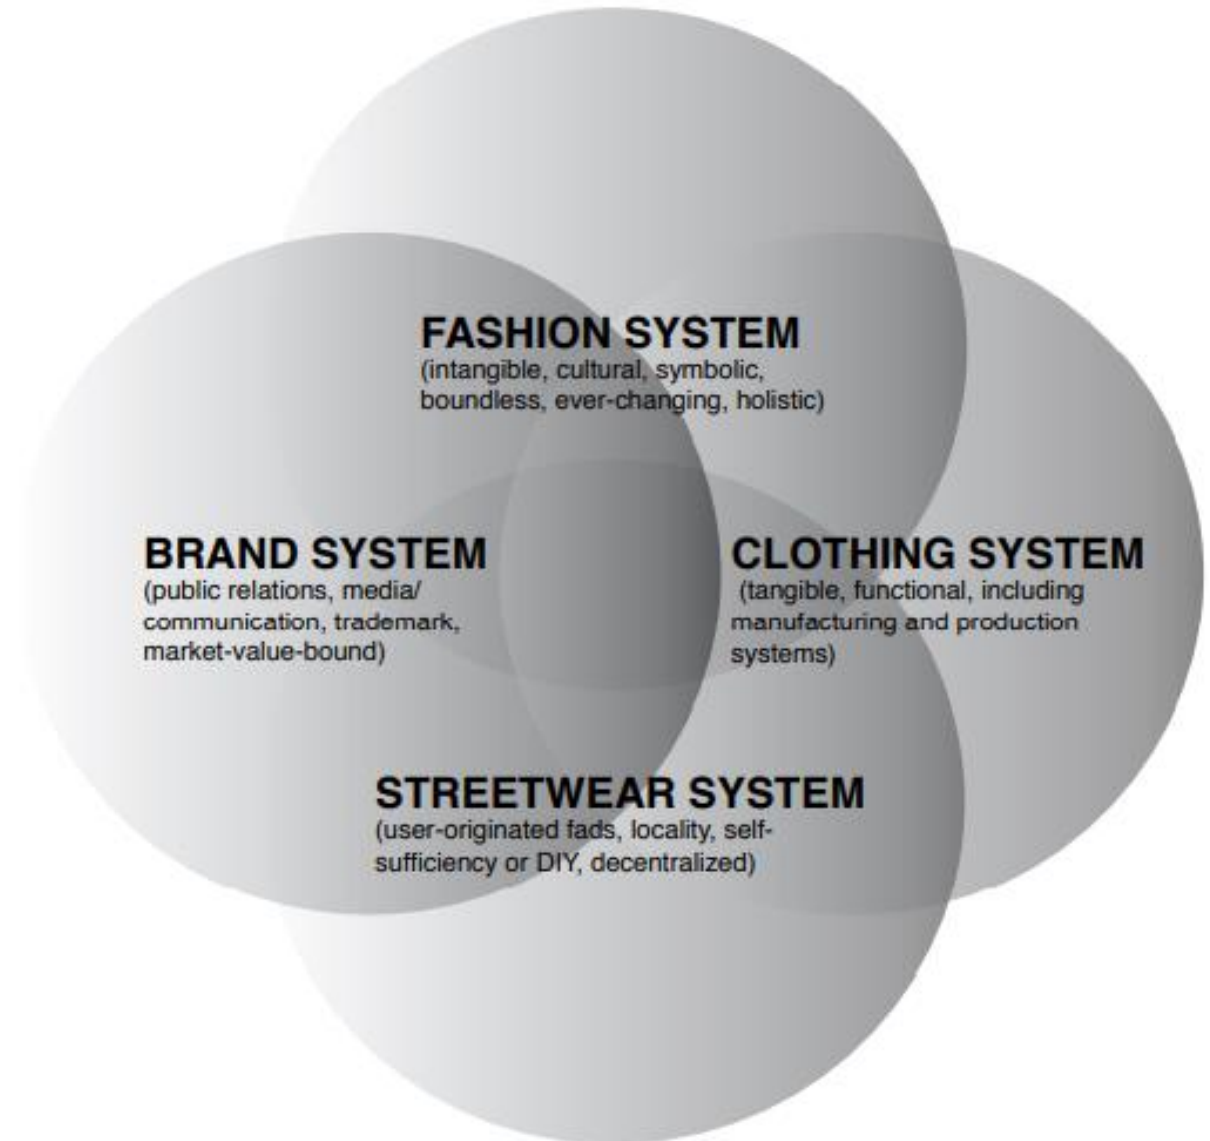 FASHION SYSTEM
(intangible, cultural, symbolic,
boundless, ever-changing, holistic)
BRAND SYSTEM
(public relations, media/
communication, trademark,
market-value-bound)
CLOTHING SYSTEM
(tangible, functional, including
manufacturing and production
systems)
STREETWEAR SYSTEM
(user-originated fads, locality, self-
sufficiency or DIY, decentralized)